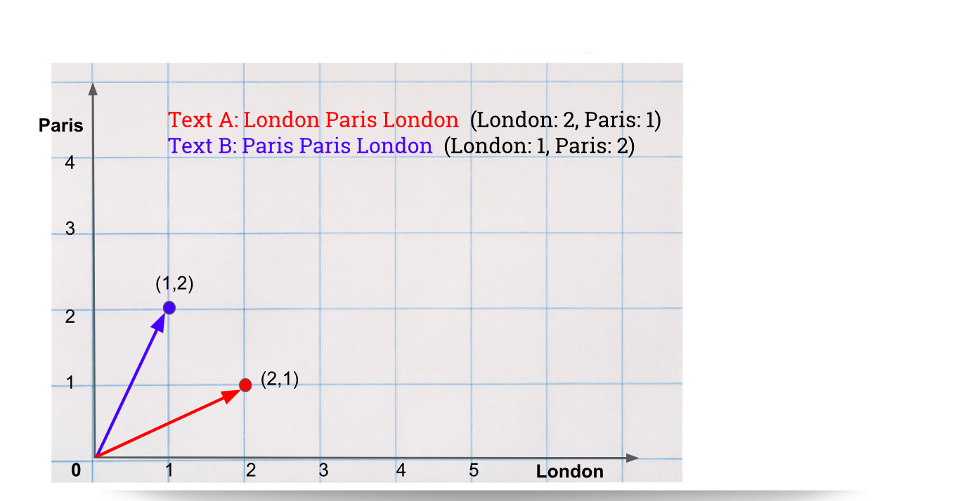 Text A: London Paris London (London: 2, Paris: 1)
Paris
Text B: Paris Paris London (London: 1, Paris: 2)
4
3
(1,2)
2
1
(2,1)
0 1 2 3 4 5 London